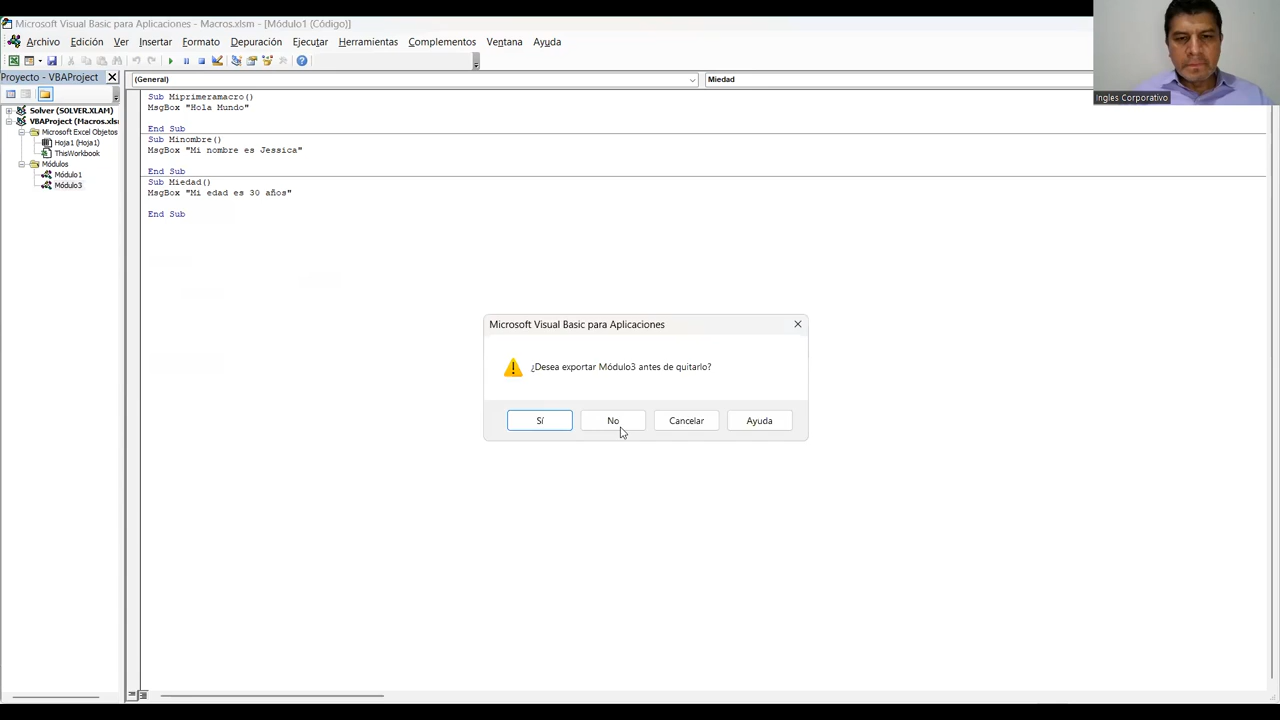 Microsoft Visual Basic para Aplicaciones - Macros.xlsm - [Módulo1 (Código)]
Archivo Edición Ver Insertar Formato Depuración Ejecutar Herramientas Complementos Ventana Ayuda
Proyecto - VBAProject
(General) Miedad
Ingles Corporativo
Solver (SOLVER.XLAM)
VBAProject (Macros.xls
Microsoft Excel Objetos
Hoja1 (Hoja1)
ThisWorkbook
Módulos
Módulo1
Módulo3
Sub Miprimeramacro()
MsgBox "Hola Mundo"
End Sub
Sub Minombre()
MsgBox "Mi nombre es Jessica"
End Sub
Sub Miedad()
MsgBox "Mi edad es 30 años"
End Sub
Microsoft Visual Basic para Aplicaciones
¿Desea exportar Módulo3 antes de quitarlo?
Sí No Cancelar Ayuda